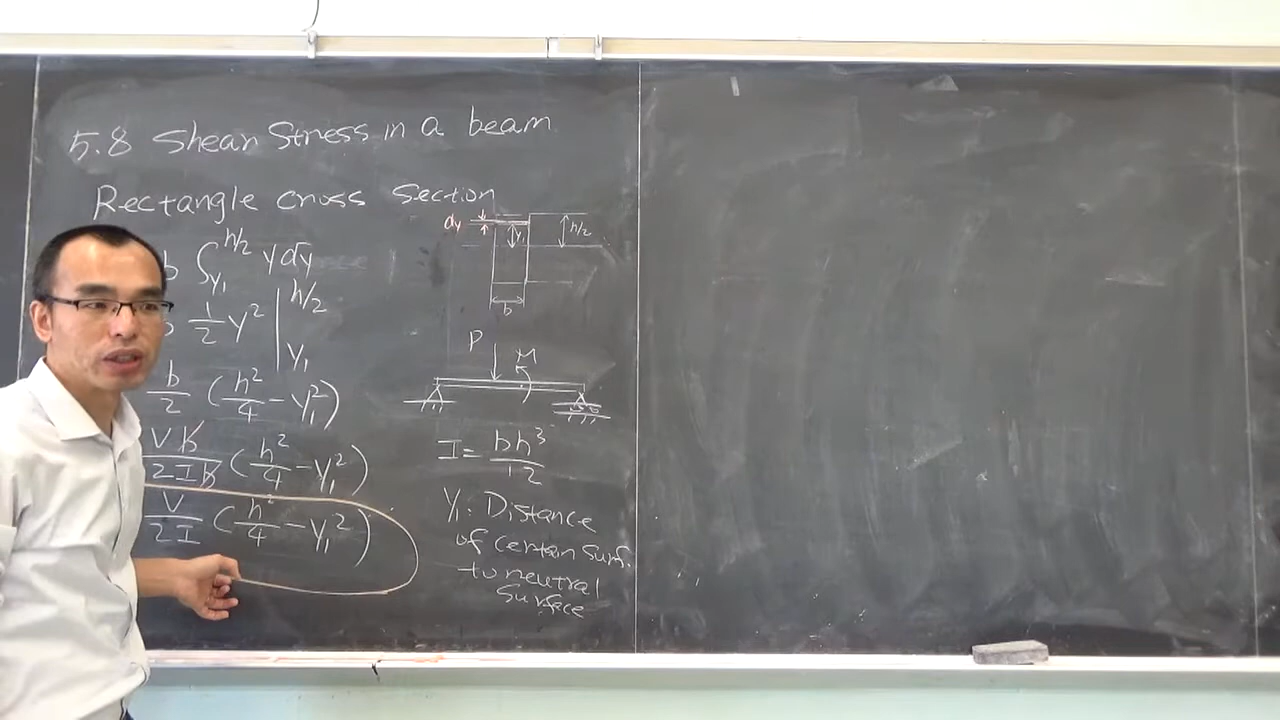 5.8 Shear Stress in a beam
Rectangle cross Section
b ∫_{y₁}^{h/2} y dy
b 1/2 y² |_{y₁}^{h/2}
b/2 (h²/4 - y₁²)
Vb/2Ib (h²/4 - y₁²)
V/2I (h²/4 - y₁²)
dy
y₁
h/2
b
P
M
I = bh³/12
y₁: Distance
of certain surf.
to neutral
Surface